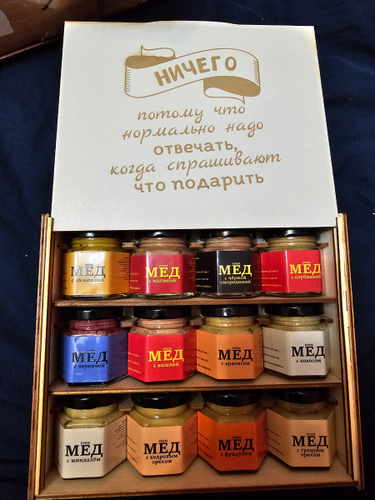 НИЧЕГО
потому что
нормально надо
отвечать,
когда спрашивают
что подарить
МЁД
с облепихой
МЁД
с малиной
МЁД
с чёрной
смородиной
МЁД
с клубникой
МЁД
с черникой
МЁД
с вишней
МЁД
с арахисом
МЁД
с кокосом
МЁД
с миндалём
МЁД
с кедровым
орехом
МЁД
с фундуком
МЁД
с грецким
орехом